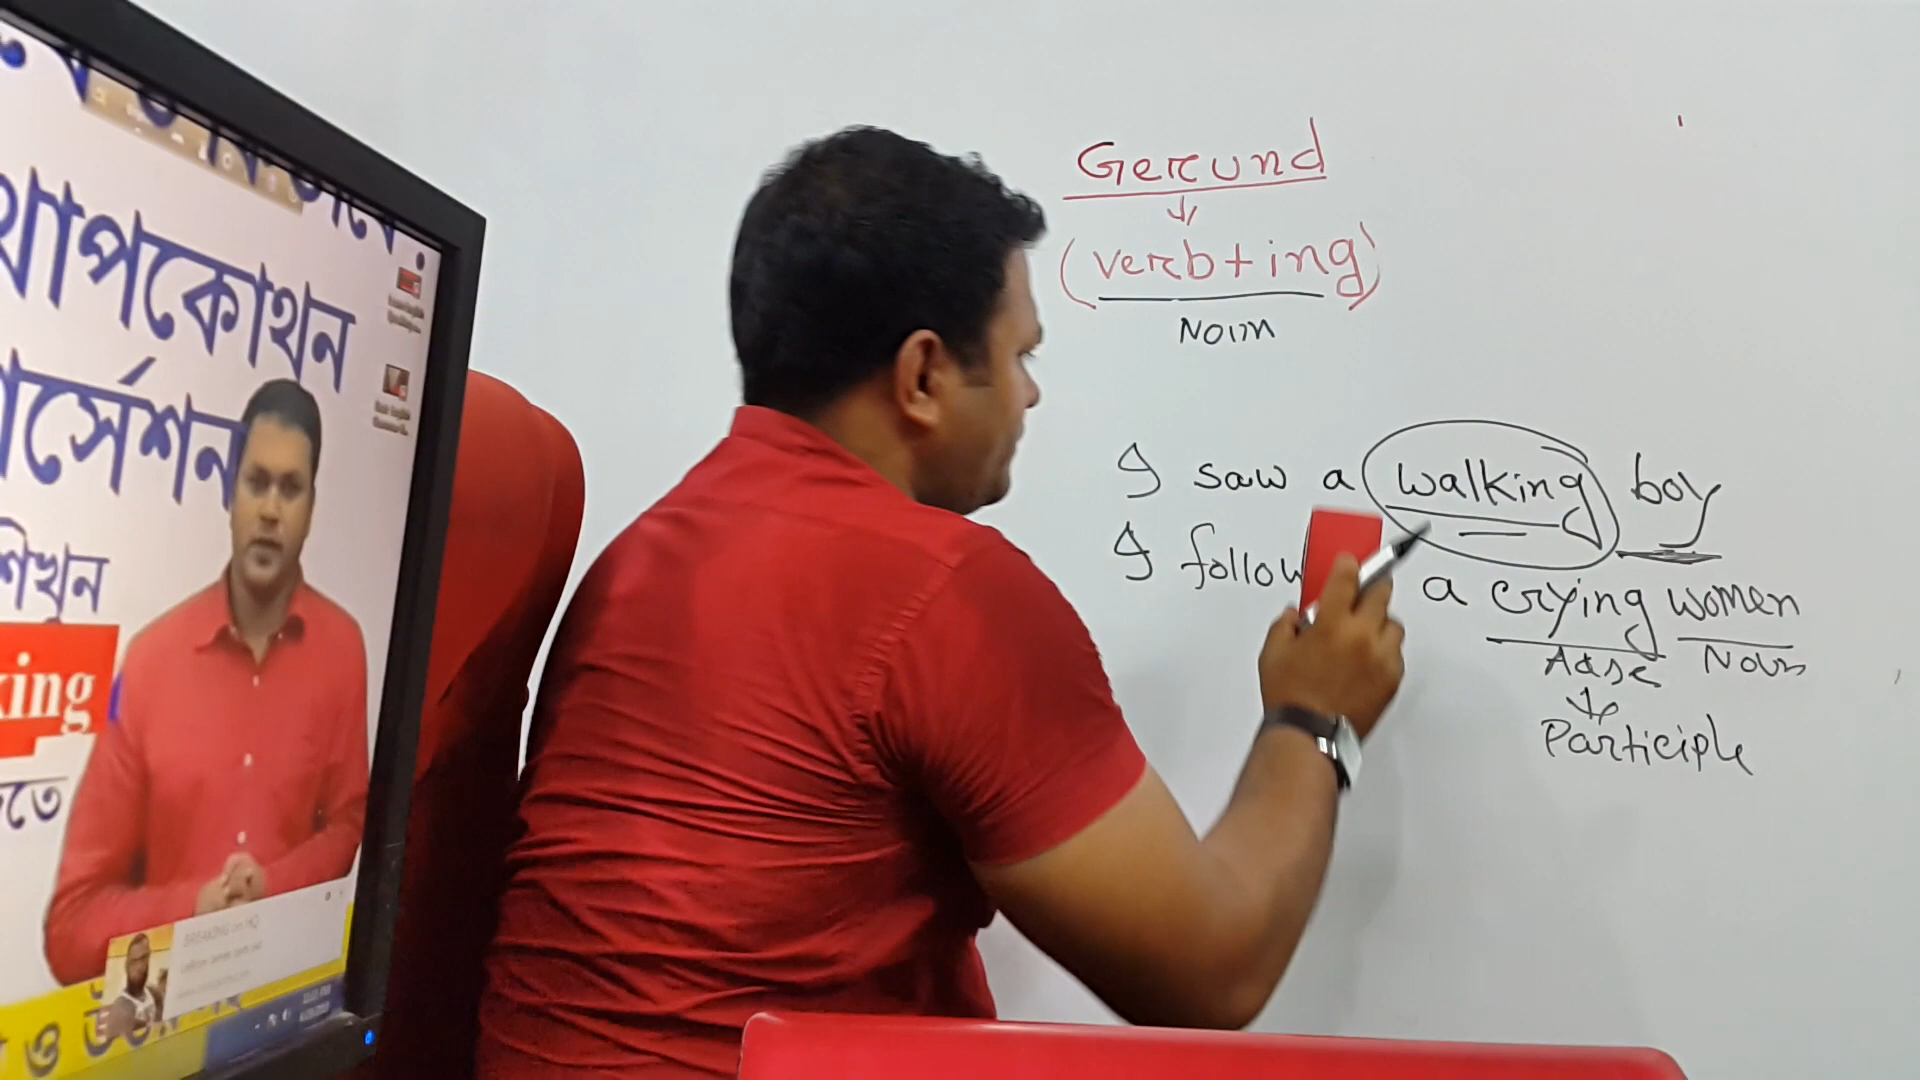 থাপকোথন
র্সেশন
শিখুন
king
তে
ও
Gerund
(verb+ing)
Noun
I saw a walking boy
I follow a crying women
Adje Noun
Participle